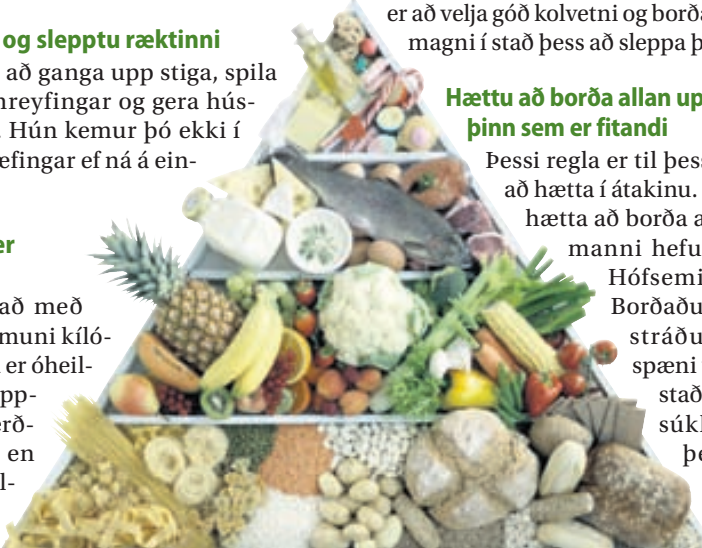 og slepptu ræktinni
að ganga upp stiga, spila
hreyfingar og gera hús-
Hún kemur þó ekki í
æfingar ef ná á ein-
er
að með
muni kíló-
er óheil-
pp-
erð-
en
l-
er að velja góð kolvetni og borða
magni í stað þess að sleppa þ
Hættu að borða allan up
þinn sem er fitandi
Þessi regla er til þess
að hætta í átakinu.
hætta að borða a
manni hefu
Hófsemi
Borðaðu
stráðu
spæni
stað
súkk
þe